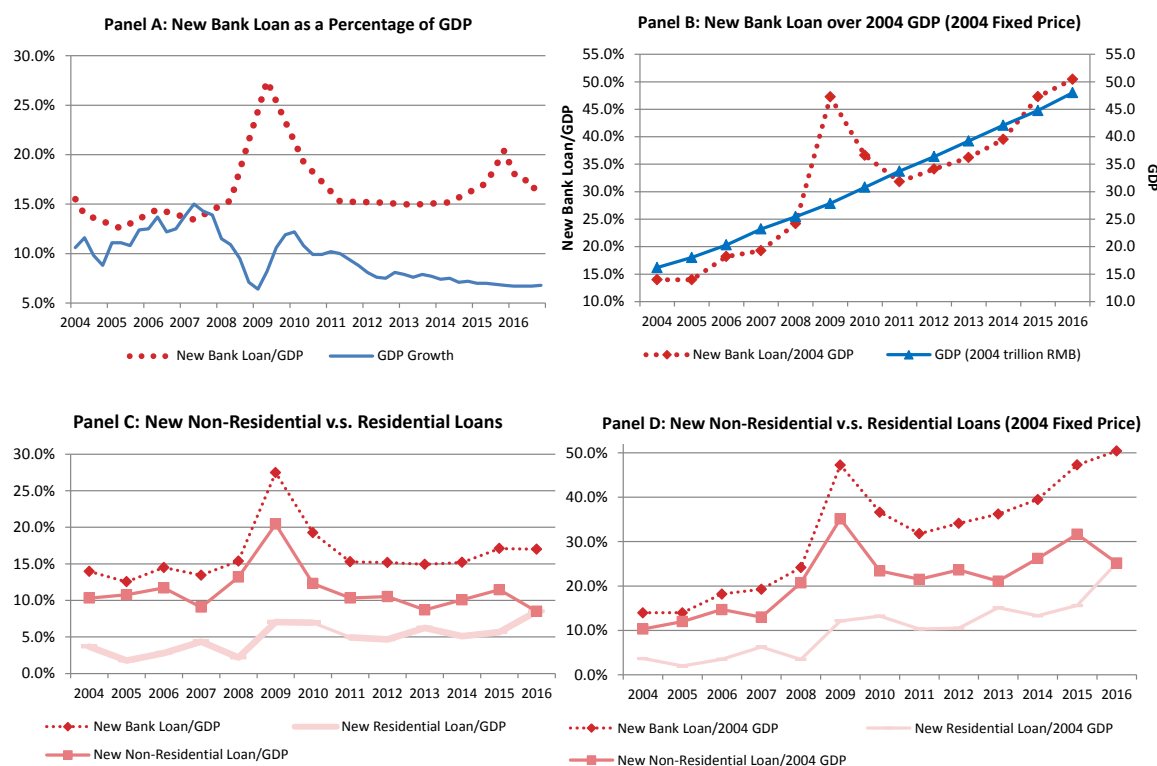 Panel A: New Bank Loan as a Percentage of GDP
30.0%
25.0%
20.0%
15.0%
10.0%
5.0%
2004 2005 2006 2007 2008 2009 2010 2011 2012 2013 2014 2015 2016
New Bank Loan/GDP GDP Growth
Panel B: New Bank Loan over 2004 GDP (2004 Fixed Price)
New Bank Loan/GDP
55.0%
50.0%
45.0%
40.0%
35.0%
30.0%
25.0%
20.0%
15.0%
10.0%
55.0
50.0
45.0
40.0
35.0
30.0
25.0
20.0
15.0
10.0
GDP
2004 2005 2006 2007 2008 2009 2010 2011 2012 2013 2014 2015 2016
New Bank Loan/2004 GDP GDP (2004 trillion RMB)
Panel C: New Non-Residential v.s. Residential Loans
30.0%
25.0%
20.0%
15.0%
10.0%
5.0%
0.0%
2004 2005 2006 2007 2008 2009 2010 2011 2012 2013 2014 2015 2016
New Bank Loan/GDP New Residential Loan/GDP
New Non-Residential Loan/GDP
Panel D: New Non-Residential v.s. Residential Loans (2004 Fixed Price)
50.0%
40.0%
30.0%
20.0%
10.0%
0.0%
2004 2005 2006 2007 2008 2009 2010 2011 2012 2013 2014 2015 2016
New Bank Loan/2004 GDP New Residential Loan/2004 GDP
New Non-Residential Loan/2004 GDP